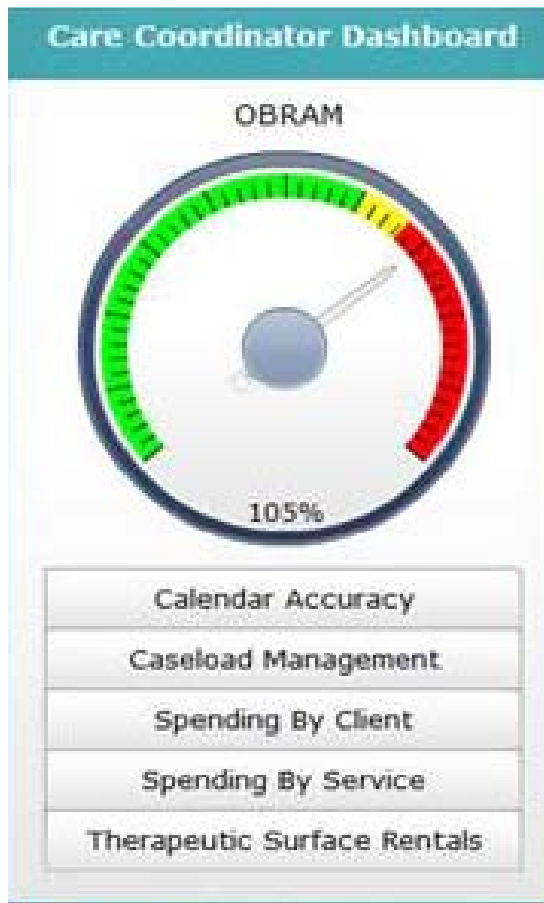 Care Coordinator Dashboard
OBRAM
105%
Calendar Accuracy
Caseload Management
Spending By Client
Spending By Service
Therapeutic Surface Rentals